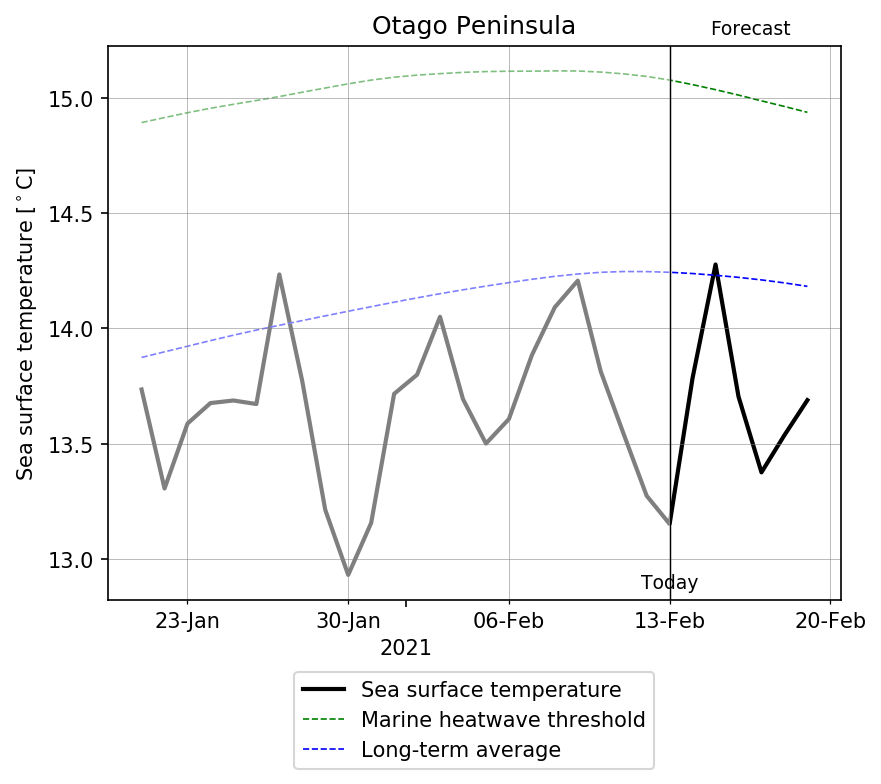 Otago Peninsula
Forecast
Sea surface temperature [°C]
15.0
14.5
14.0
13.5
13.0
Today
23-Jan
30-Jan
06-Feb
13-Feb
20-Feb
2021
Sea surface temperature
Marine heatwave threshold
Long-term average